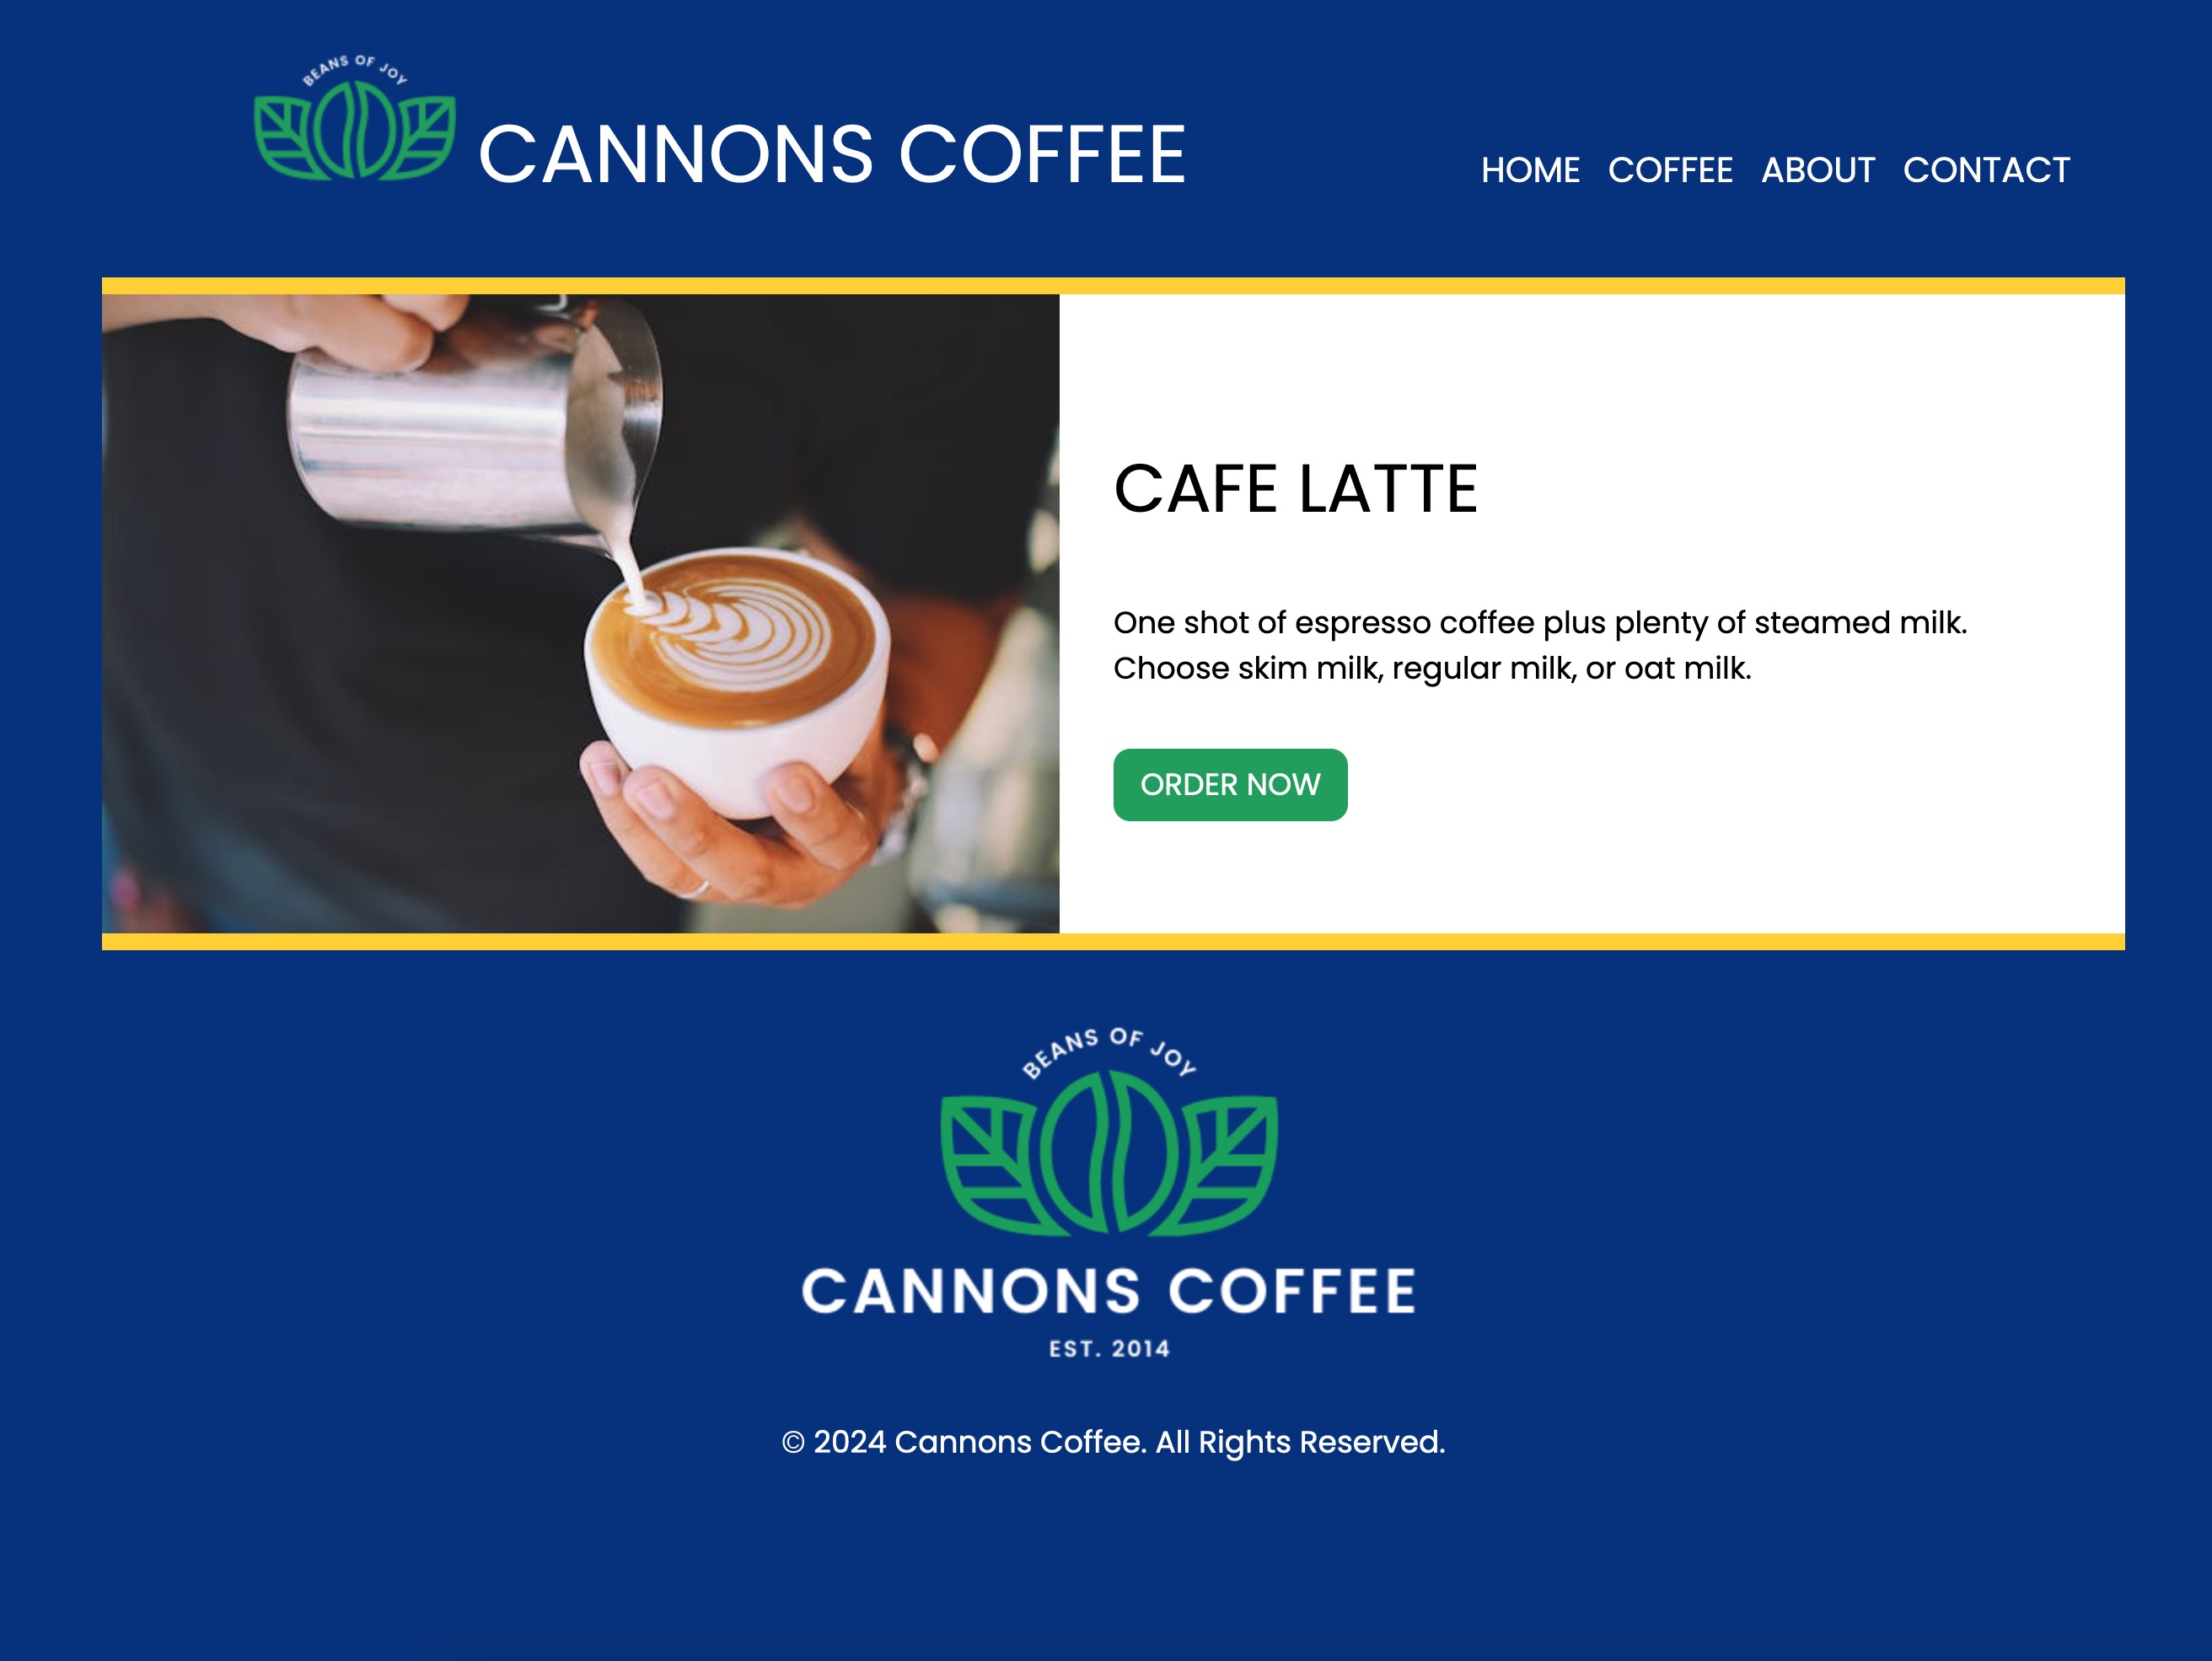 BEANS OF JOY
CANNONS COFFEE
HOME COFFEE ABOUT CONTACT
CAFE LATTE
One shot of espresso coffee plus plenty of steamed milk.
Choose skim milk, regular milk, or oat milk.
ORDER NOW
BEANS OF JOY
CANNONS COFFEE
EST. 2014
© 2024 Cannons Coffee. All Rights Reserved.